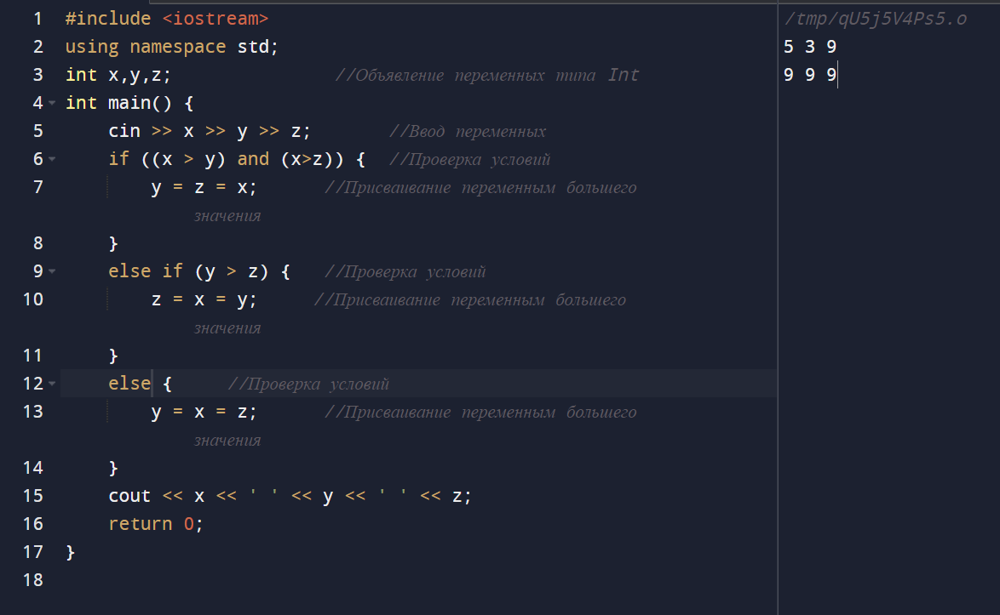 1 #include <iostream>
2 using namespace std;
3 int x,y,z; //Объявление переменных типа Int
4 int main() {
5 cin >> x >> y >> z; //Ввод переменных
6 if ((x > y) and (x>z)) { //Проверка условий
7 y = z = x; //Присваивание переменным большего
значения
8 }
9 else if (y > z) { //Проверка условий
10 z = x = y; //Присваивание переменным большего
значения
11 }
12 else { //Проверка условий
13 y = x = z; //Присваивание переменным большего
значения
14 }
15 cout << x << ' ' << y << ' ' << z;
16 return 0;
17 }
18
/tmp/qU5j5V4Ps5.o
5 3 9
9 9 9